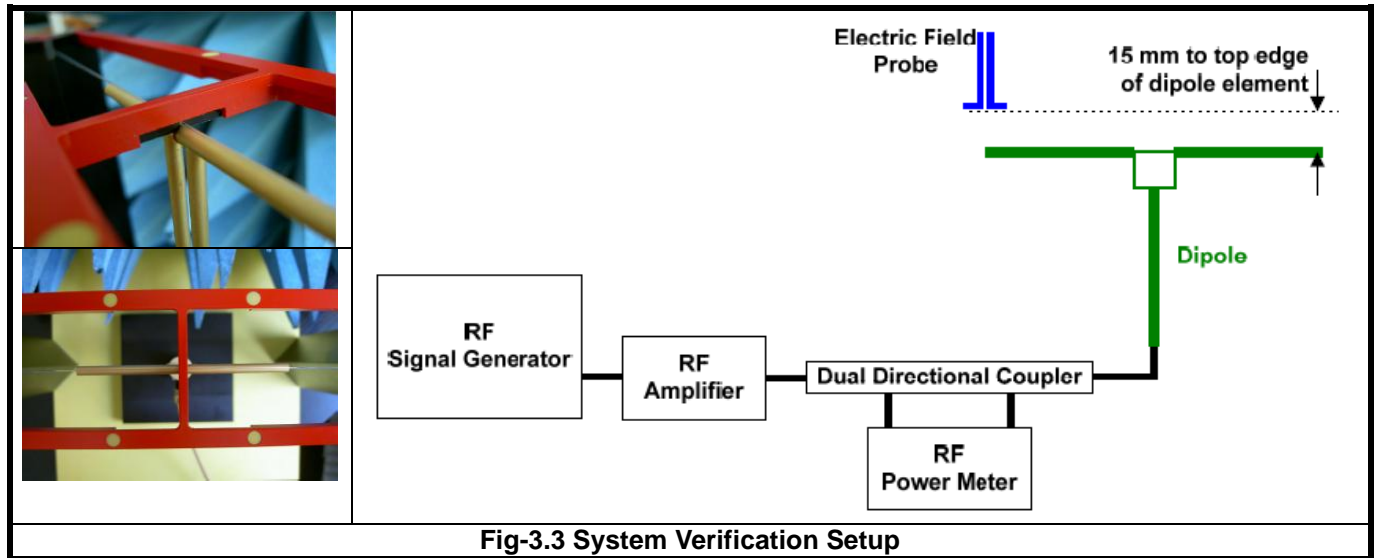 Electric Field
Probe
15 mm to top edge
of dipole element
Dipole
RF
Signal Generator
RF
Amplifier
Dual Directional Coupler
RF
Power Meter
Fig-3.3 System Verification Setup